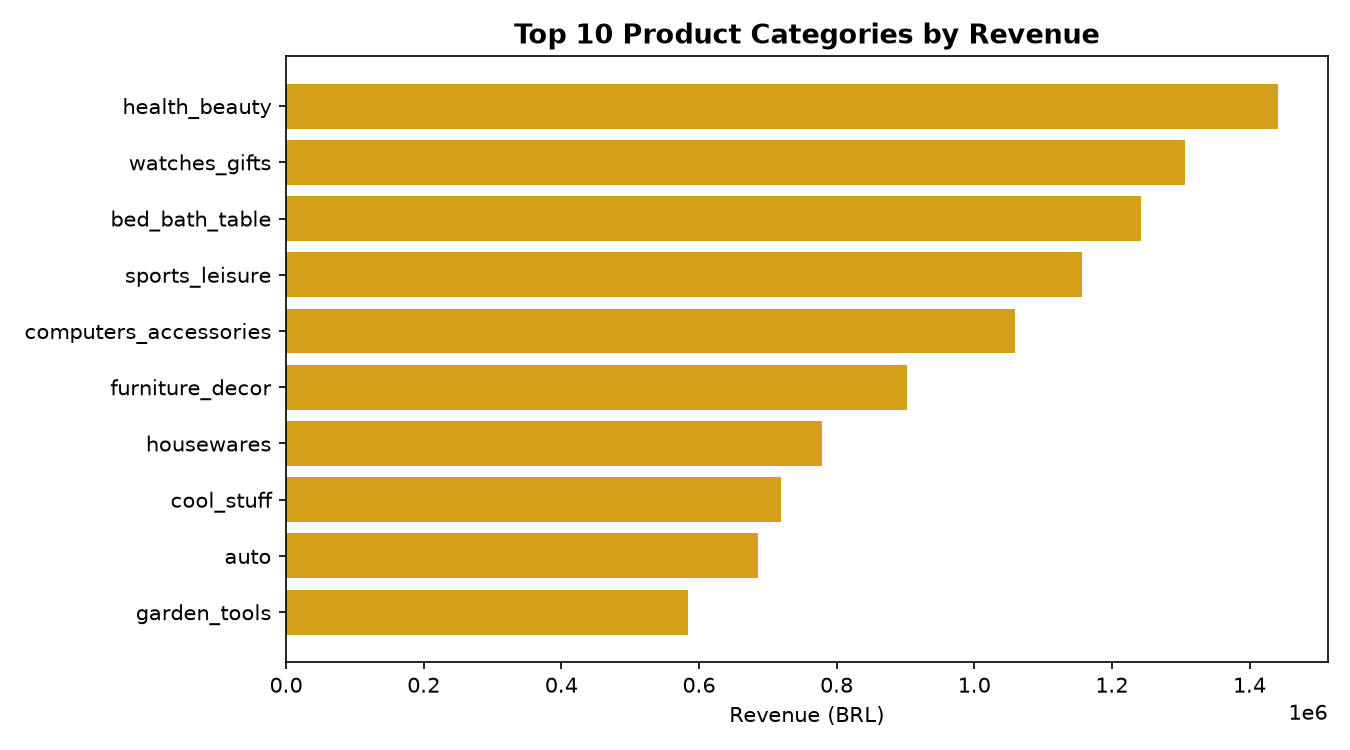 Top 10 Product Categories by Revenue
health_beauty
watches_gifts
bed_bath_table
sports_leisure
computers_accessories
furniture_decor
housewares
cool_stuff
auto
garden_tools
0.0 0.2 0.4 0.6 0.8 1.0 1.2 1.4
1e6
Revenue (BRL)